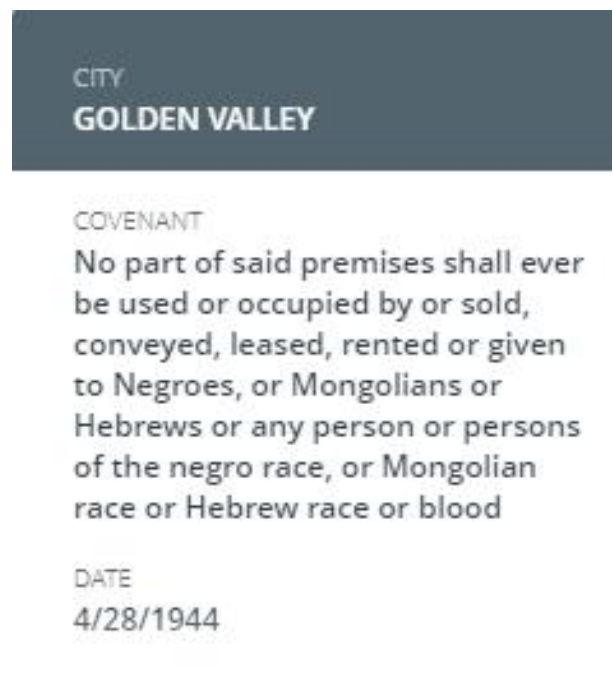 CITY
GOLDEN VALLEY
COVENANT
No part of said premises shall ever
be used or occupied by or sold,
conveyed, leased, rented or given
to Negroes, or Mongolians or
Hebrews or any person or persons
of the negro race, or Mongolian
race or Hebrew race or blood
DATE
4/28/1944